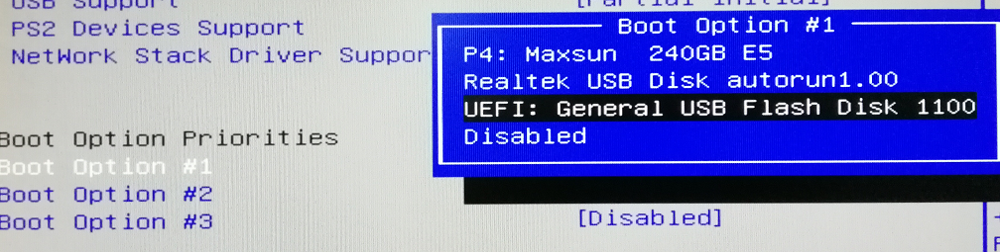 USB Support
[Partial Initial]
Boot Option #1
PS2 Devices Support
P4: Maxsun 240GB E5
NetWork Stack Driver Suppor
Realtek USB Disk autorun1.00
UEFI: General USB Flash Disk 1100
Disabled
Boot Option Priorities
Boot Option #1
Boot Option #2
Boot Option #3
[Disabled]